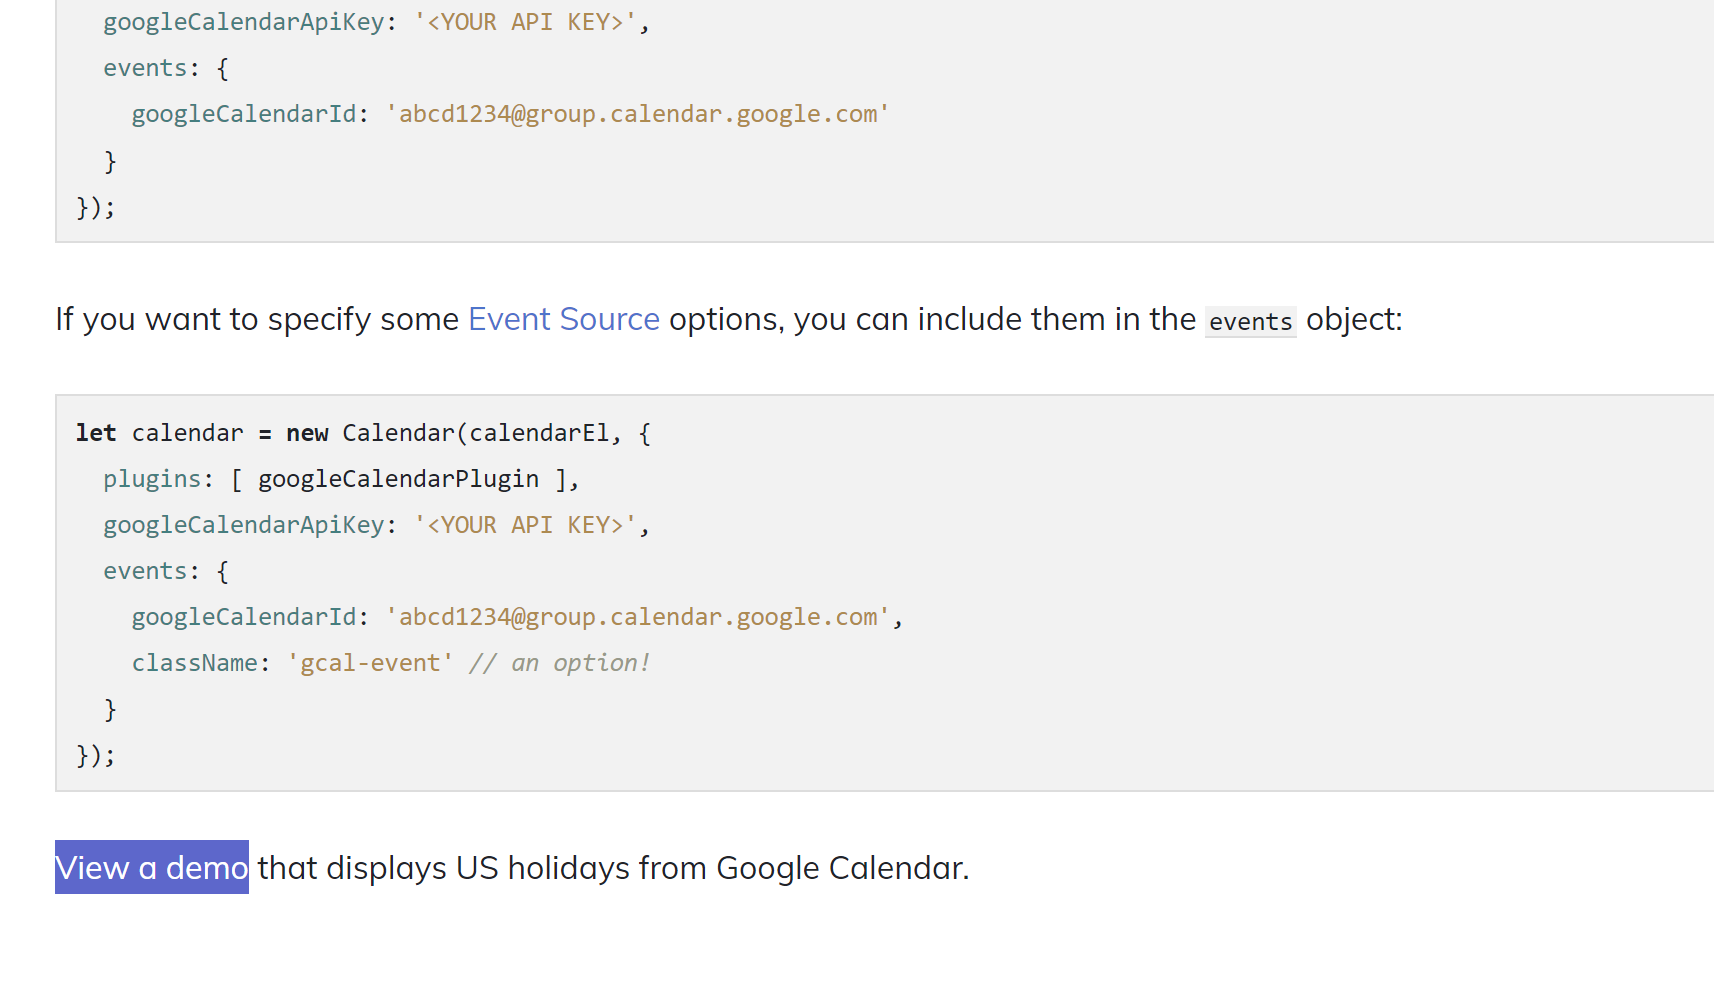 googleCalendarApiKey: '<YOUR API KEY>',
events: {
googleCalendarId: 'abcd1234@group.calendar.google.com'
}
});
If you want to specify some Event Source options, you can include them in the events object:
let calendar = new Calendar(calendarEl, {
plugins: [ googleCalendarPlugin ],
googleCalendarApiKey: '<YOUR API KEY>',
events: {
googleCalendarId: 'abcd1234@group.calendar.google.com',
className: 'gcal-event' // an option!
}
});
View a demo that displays US holidays from Google Calendar.